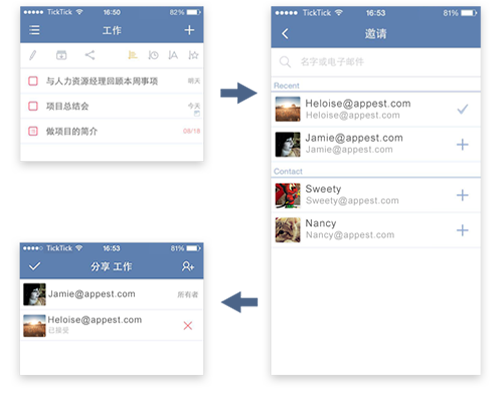 TickTick 16:50 82%
工作
与人力资源经理回顾本周事项 明天
项目总结会 今天
做项目的简介 09/18
TickTick 16:53 81%
邀请
名字或电子邮件
Recent
Heloise@appest.com
Heloise@appest.com
Jamie@appest.com
Jamie@appest.com
Contact
Sweety
Sweety@appest.com
Nancy
Nancy@appest.com
TickTick 16:53 81%
分享 工作
Jamie@appest.com 所有者
Heloise@appest.com
已接受